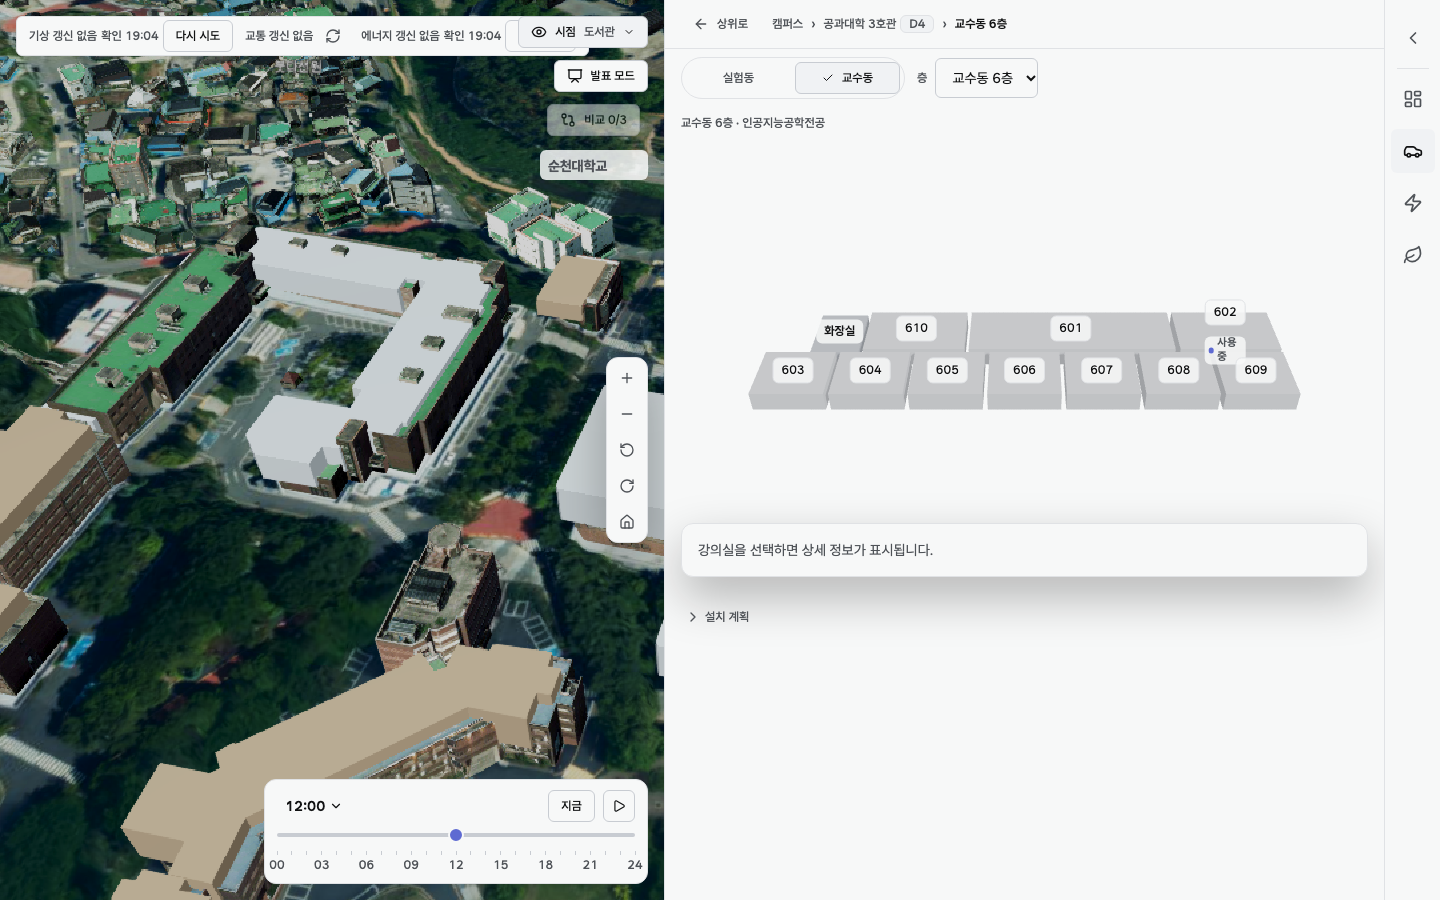 기상 갱신 없음 확인 19:04 다시 시도 교통 갱신 없음 에너지 갱신 없음 확인 19:04
시점 도서관
발표 모드
비교 0/3
순천대학교
12:00 지금
00 03 06 09 12 15 18 21 24
상위로 캠퍼스 › 공과대학 3호관 D4 › 교수동 6층
실험동 교수동 층 교수동 6층
교수동 6층 · 인공지능공학전공
602
화장실 610 601
사용
중
603 604 605 606 607 608 609
강의실을 선택하면 상세 정보가 표시됩니다.
설치 계획